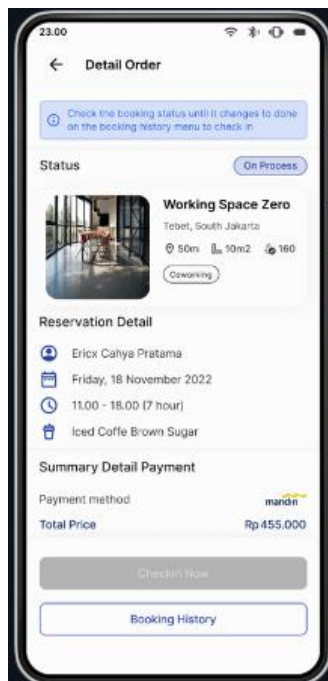 23.00
Detail Order
Check the booking status until it changes to done
on the booking history menu to check in
Status
On Process
Working Space Zero
Tebet, South Jakarta
50m 10m2 160
Coworking
Reservation Detail
Ericx Cahya Pratama
Friday, 18 November 2022
11.00 - 18.00 (7 hour)
Iced Coffe Brown Sugar
Summary Detail Payment
Payment method
mandiri
Total Price Rp 455.000
Checkin Now
Booking History